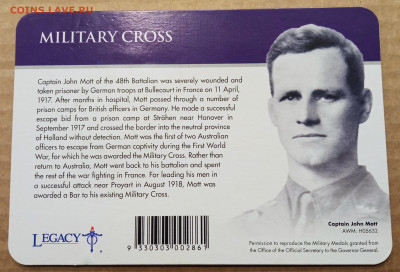 COINS.LAVE.RU
MILITARY CROSS
Captain John Mott of the 48th Battalion was severely wounded and
taken prisoner by German troops at Bullecourt in France on 11 April,
1917. After months in hospital, Mott passed through a number of
prison camps for British officers in Germany. He made a successful
escape bid from a prison camp at Ströhen near Hanover in
September 1917 and crossed the border into the neutral province
of Holland without detection. Mott was the first of two Australian
officers to escape from German captivity during the First World
War, for which he was awarded the Military Cross. Rather than
return to Australia, Mott went back to his battalion and spent
the rest of the war fighting in France. For leading his men in
a successful attack near Proyart in August 1918, Mott was
awarded a Bar to his existing Military Cross.
Captain John Mott
AWM: H05632
LEGACY
9 330303 002861
Permission to reproduce the Military Medals granted from
the Office of the Official Secretary to the Governor General.